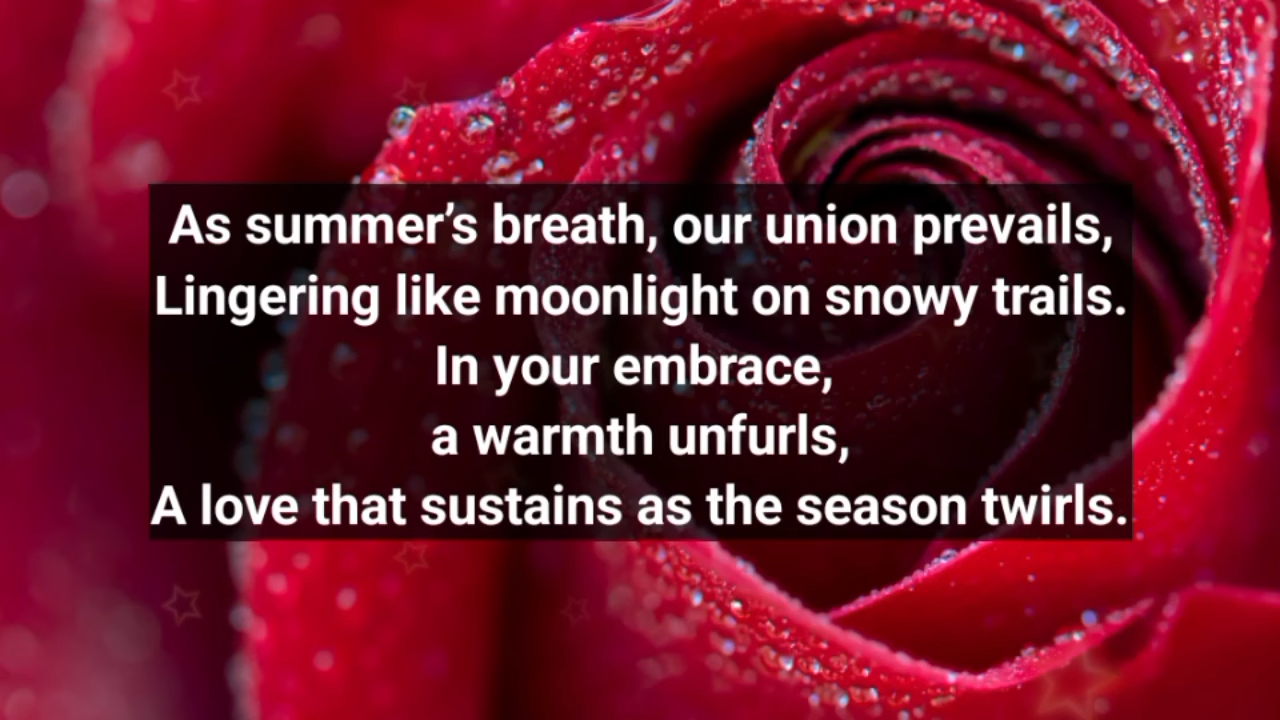 As summer’s breath, our union prevails,
Lingering like moonlight on snowy trails.
In your embrace,
a warmth unfurls,
A love that sustains as the season twirls.